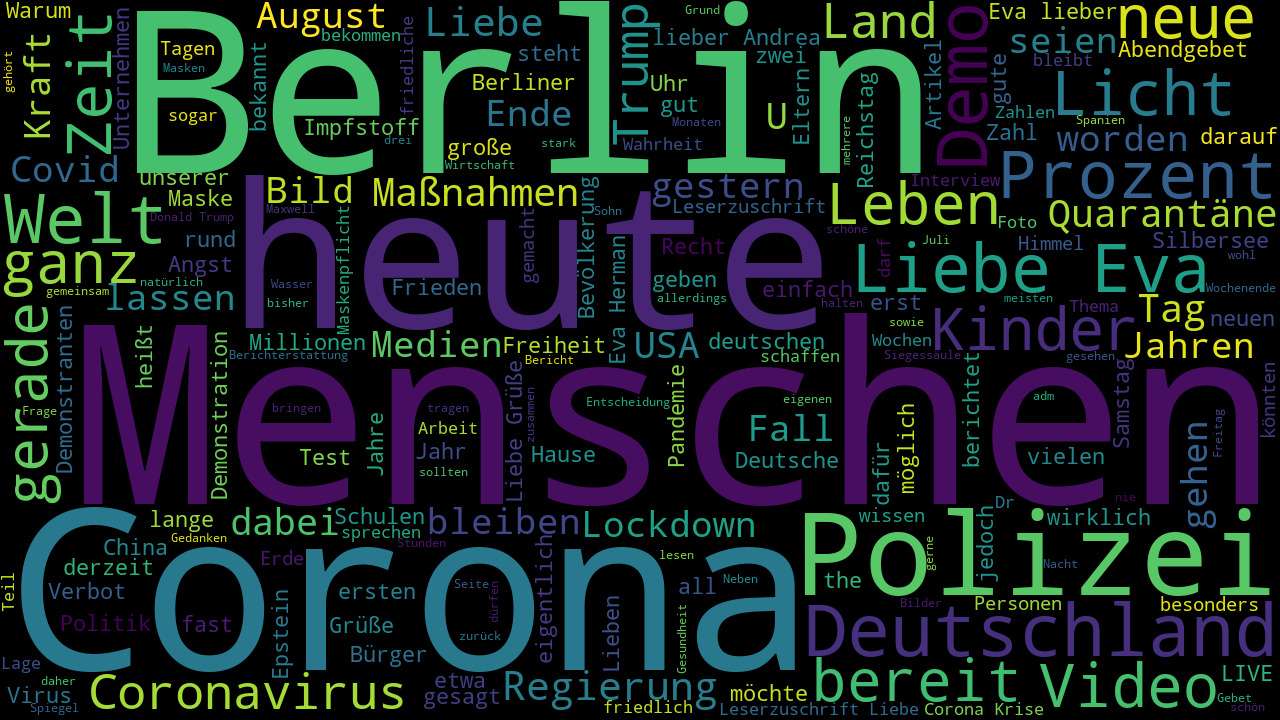 Warum
Zeit
Unternehmen
Berlin
August
bekommen
Liebe
Trump
Grund
lieber Andrea
Land
Demo
Eva lieber
neue
gehört
Kraft
Tagen
Masken
sogar
bekannt
friedliche
steht
Berliner
zwei
Uhr
gut
Eltern
Artikel
gute
seien
bleibt
Abendgebet
Licht
Impfstoff
drei
Ende
U
Monaten
mehrere
Reichstag
Zahlen
Zahl
Spanien
worden
darauf
große
stark
Wirtschaft
Wahrheit
Covid
unserer
Maske
Donald Trump
Bild
Maxwell
Maßnahmen
gestern
Leserzuschrift
Leben
schöne
Interview
Prozent
Foto
Quarantäne
Welt
ganz
rund
Angst
natürlich
gemeinsam
lassen
heute
Maskenpflicht
Wasser
bisher
Frieden
gemacht
Bevölkerung
Sohn
Eva Herman
Recht
geben
allerdings
einfach
halten
darf
Juli
Liebe Eva
erst
meisten
Himmel
Silbersee
wohl
Wochenende
Thema
Tag
neuen
gerade
Demonstranten
heißt
Demonstration
Millionen
Berichterstattung
Medien
Freiheit
Bericht
USA
deutschen
schaffen
sowie
Wochen
Siegessäule
Kinder
gesehen
Jahren
Frage
Menschen
bringen
Test
Jahre
tragen
Arbeit
Jahr
sollten
Liebe Grüße
zusammen
Hause
Entscheidung
Pandemie
eigenen
Fall
Deutsche
dafür
möglich
berichtet
adm
vielen
Samstag
gehen
Freitag
könnten
nie
Dr
Corona
lange
Gedanken
dabei
Schulen
sprechen
Stunden
bleiben
eigentlich
Lockdown
lesen
Polizei
wissen
gerne
jedoch
wirklich
Nacht
China
derzeit
Verbot
Teil
Politik
fast
Erde
Epstein
ersten
Grüße
Bürger
Seite
dürfen
zurück
Lieben
all
Neben
Gesundheit
the
Bilder
Personen
besonders
Deutschland
Lage
daher
Virus
Spiegel
Coronavirus
etwa
gesagt
Regierung
friedlich
möchte
Leserzuschrift Liebe
bereit
Corona Krise
Video
LIVE
Gebet
schon